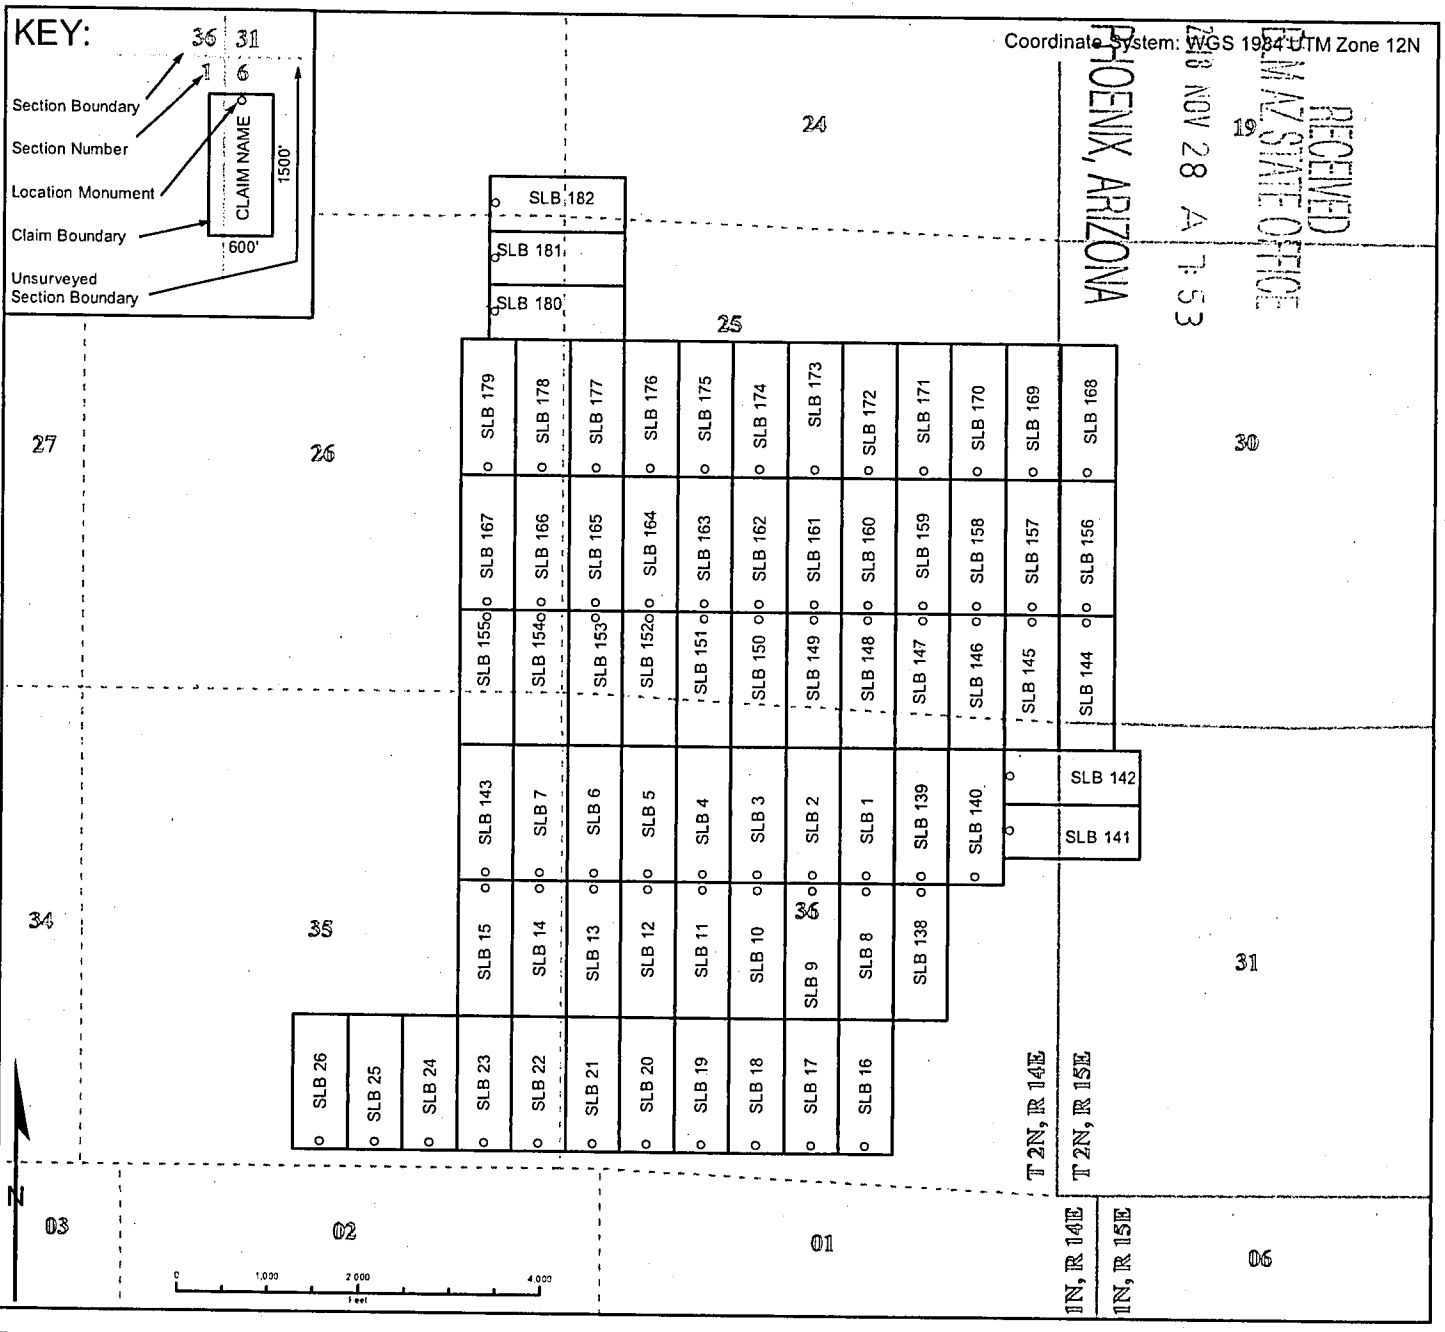 KEY:
36 31
1 6
Section Boundary
Section Number
Location Monument
Claim Boundary
Unsurveyed
Section Boundary
CLAIM NAME
1500'
600'
Coordinate System: WGS 1984 UTM Zone 12N
RECEIVED
BLM AZ STATE OFFICE
2018 NOV 28 A 7:53
PHOENIX, ARIZONA
24
19
SLB 182
SLB 181
SLB 180
25
27
26
30
SLB 179
SLB 178
SLB 177
SLB 176
SLB 175
SLB 174
SLB 173
SLB 172
SLB 171
SLB 170
SLB 169
SLB 168
SLB 167
SLB 166
SLB 165
SLB 164
SLB 163
SLB 162
SLB 161
SLB 160
SLB 159
SLB 158
SLB 157
SLB 156
SLB 155
SLB 154
SLB 153
SLB 152
SLB 151
SLB 150
SLB 149
SLB 148
SLB 147
SLB 146
SLB 145
SLB 144
SLB 143
SLB 7
SLB 6
SLB 5
SLB 4
SLB 3
SLB 2
SLB 1
SLB 139
SLB 140
SLB 142
SLB 141
34
35
36
31
SLB 15
SLB 14
SLB 13
SLB 12
SLB 11
SLB 10
SLB 9
SLB 8
SLB 138
SLB 26
SLB 25
SLB 24
SLB 23
SLB 22
SLB 21
SLB 20
SLB 19
SLB 18
SLB 17
SLB 16
T 2N, R 14E
T 2N, R 15E
N
03
02
01
06
1N, R 14E
1N, R 15E
0 1,000 2 000 4,000
Feet